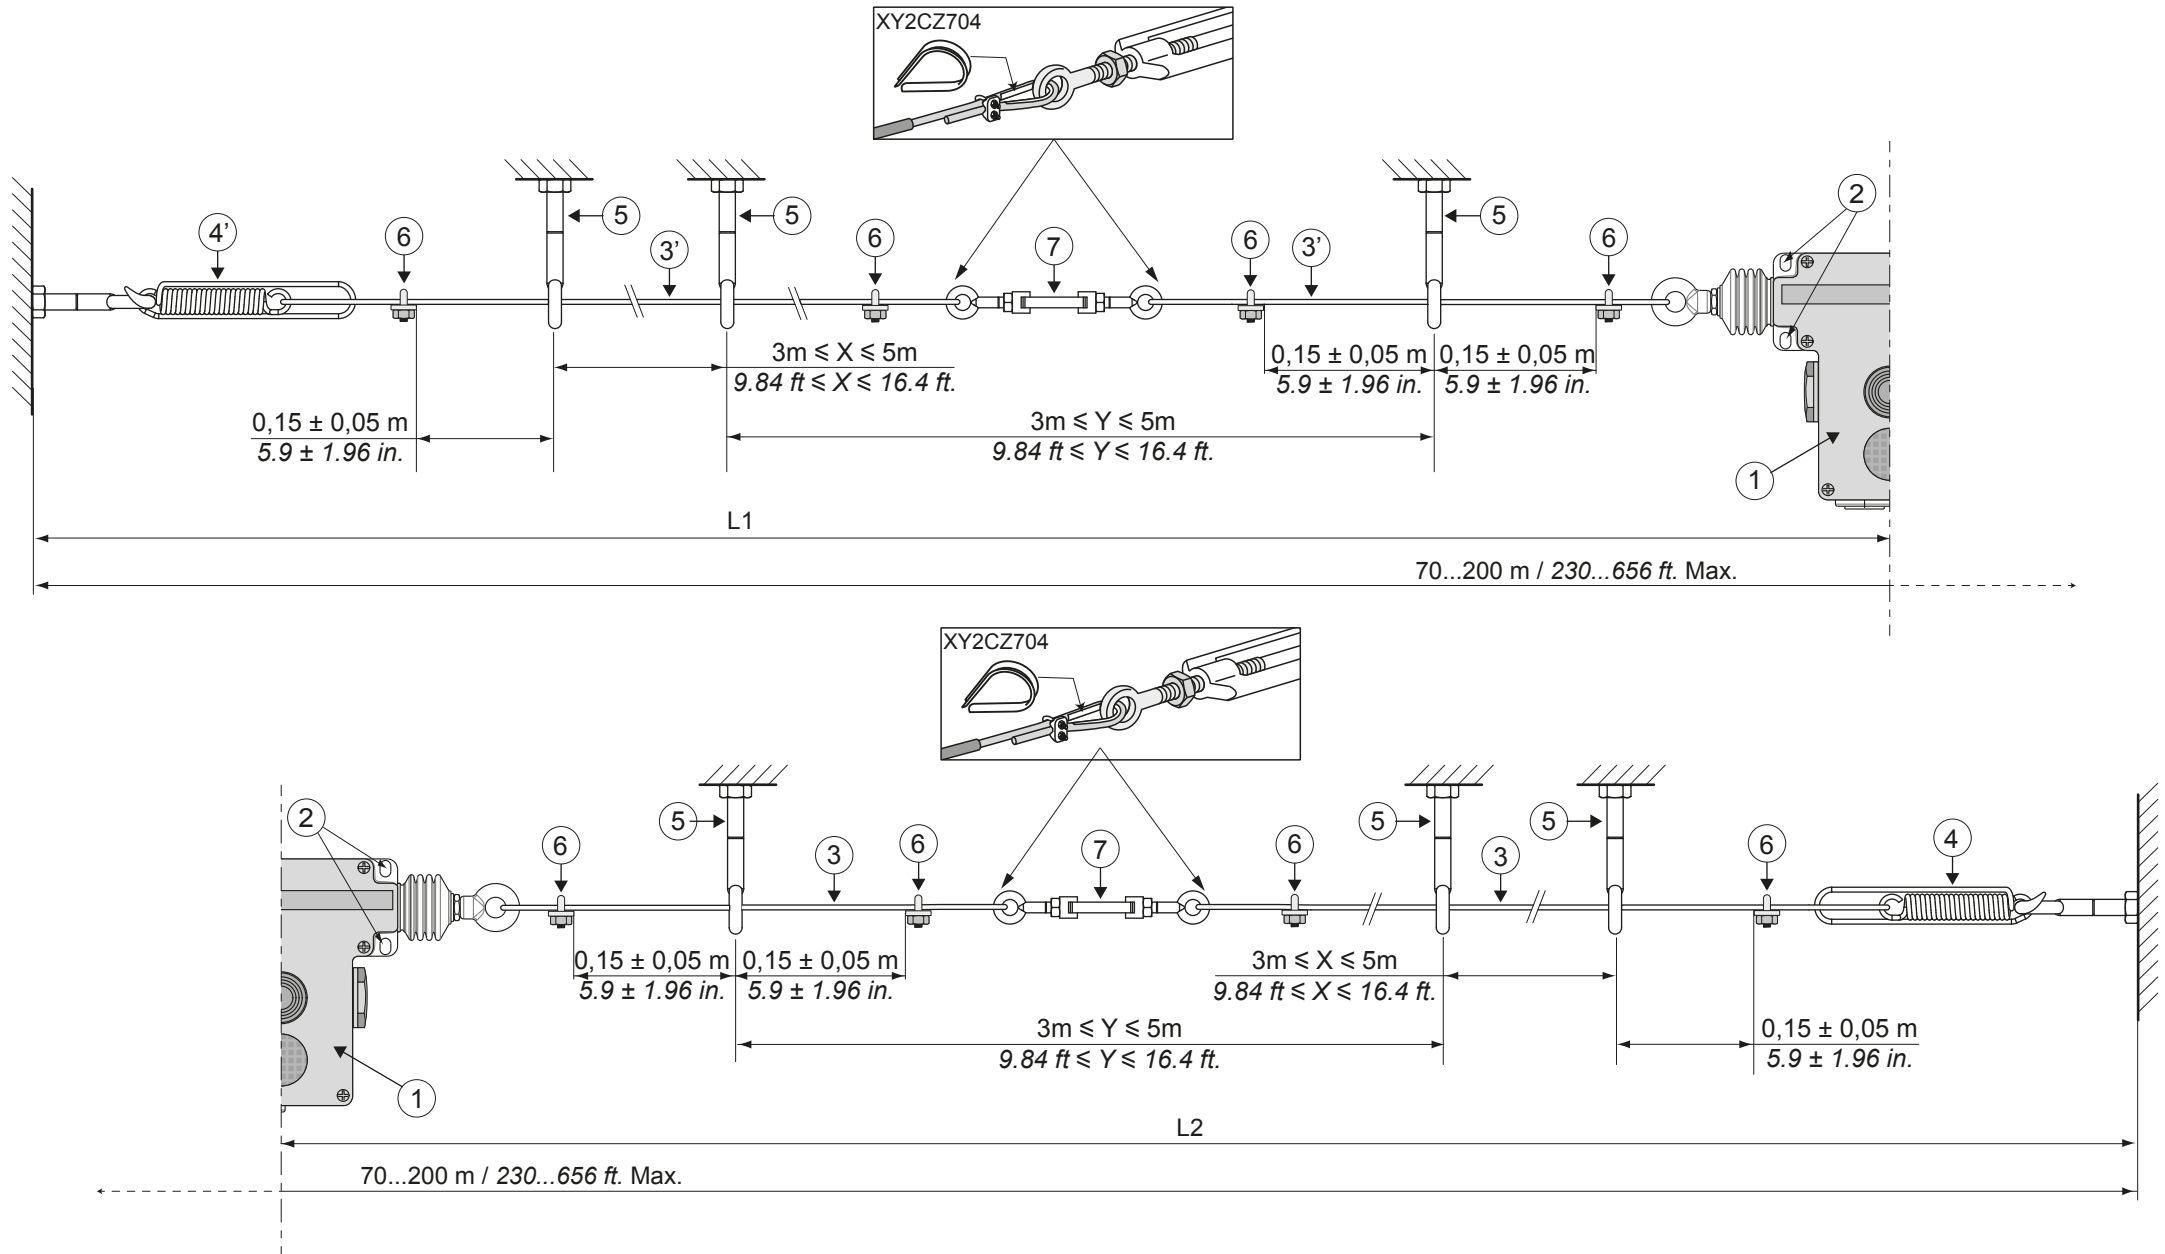 XY2CZ704
2
5
5
5
4’
6
3’
6
7
6
3’
6
3m ⩽ X ⩽ 5m
9.84 ft ⩽ X ⩽ 16.4 ft.
0,15 ± 0,05 m
5.9 ± 1.96 in.
0,15 ± 0,05 m
5.9 ± 1.96 in.
0,15 ± 0,05 m
5.9 ± 1.96 in.
3m ⩽ Y ⩽ 5m
9.84 ft ⩽ Y ⩽ 16.4 ft.
1
L1
70...200 m / 230...656 ft. Max.
XY2CZ704
2
5
5
5
6
3
6
7
6
3
6
4
0,15 ± 0,05 m
5.9 ± 1.96 in.
0,15 ± 0,05 m
5.9 ± 1.96 in.
3m ⩽ X ⩽ 5m
9.84 ft ⩽ X ⩽ 16.4 ft.
3m ⩽ Y ⩽ 5m
9.84 ft ⩽ Y ⩽ 16.4 ft.
0,15 ± 0,05 m
5.9 ± 1.96 in.
1
L2
70...200 m / 230...656 ft. Max.